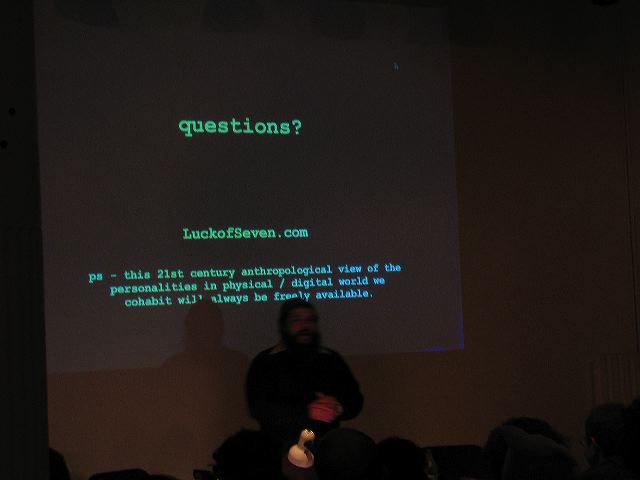 questions?
LuckofSeven.com
ps - this 21st century anthropological view of the
personalities in physical / digital world we
cohabit will always be freely available.